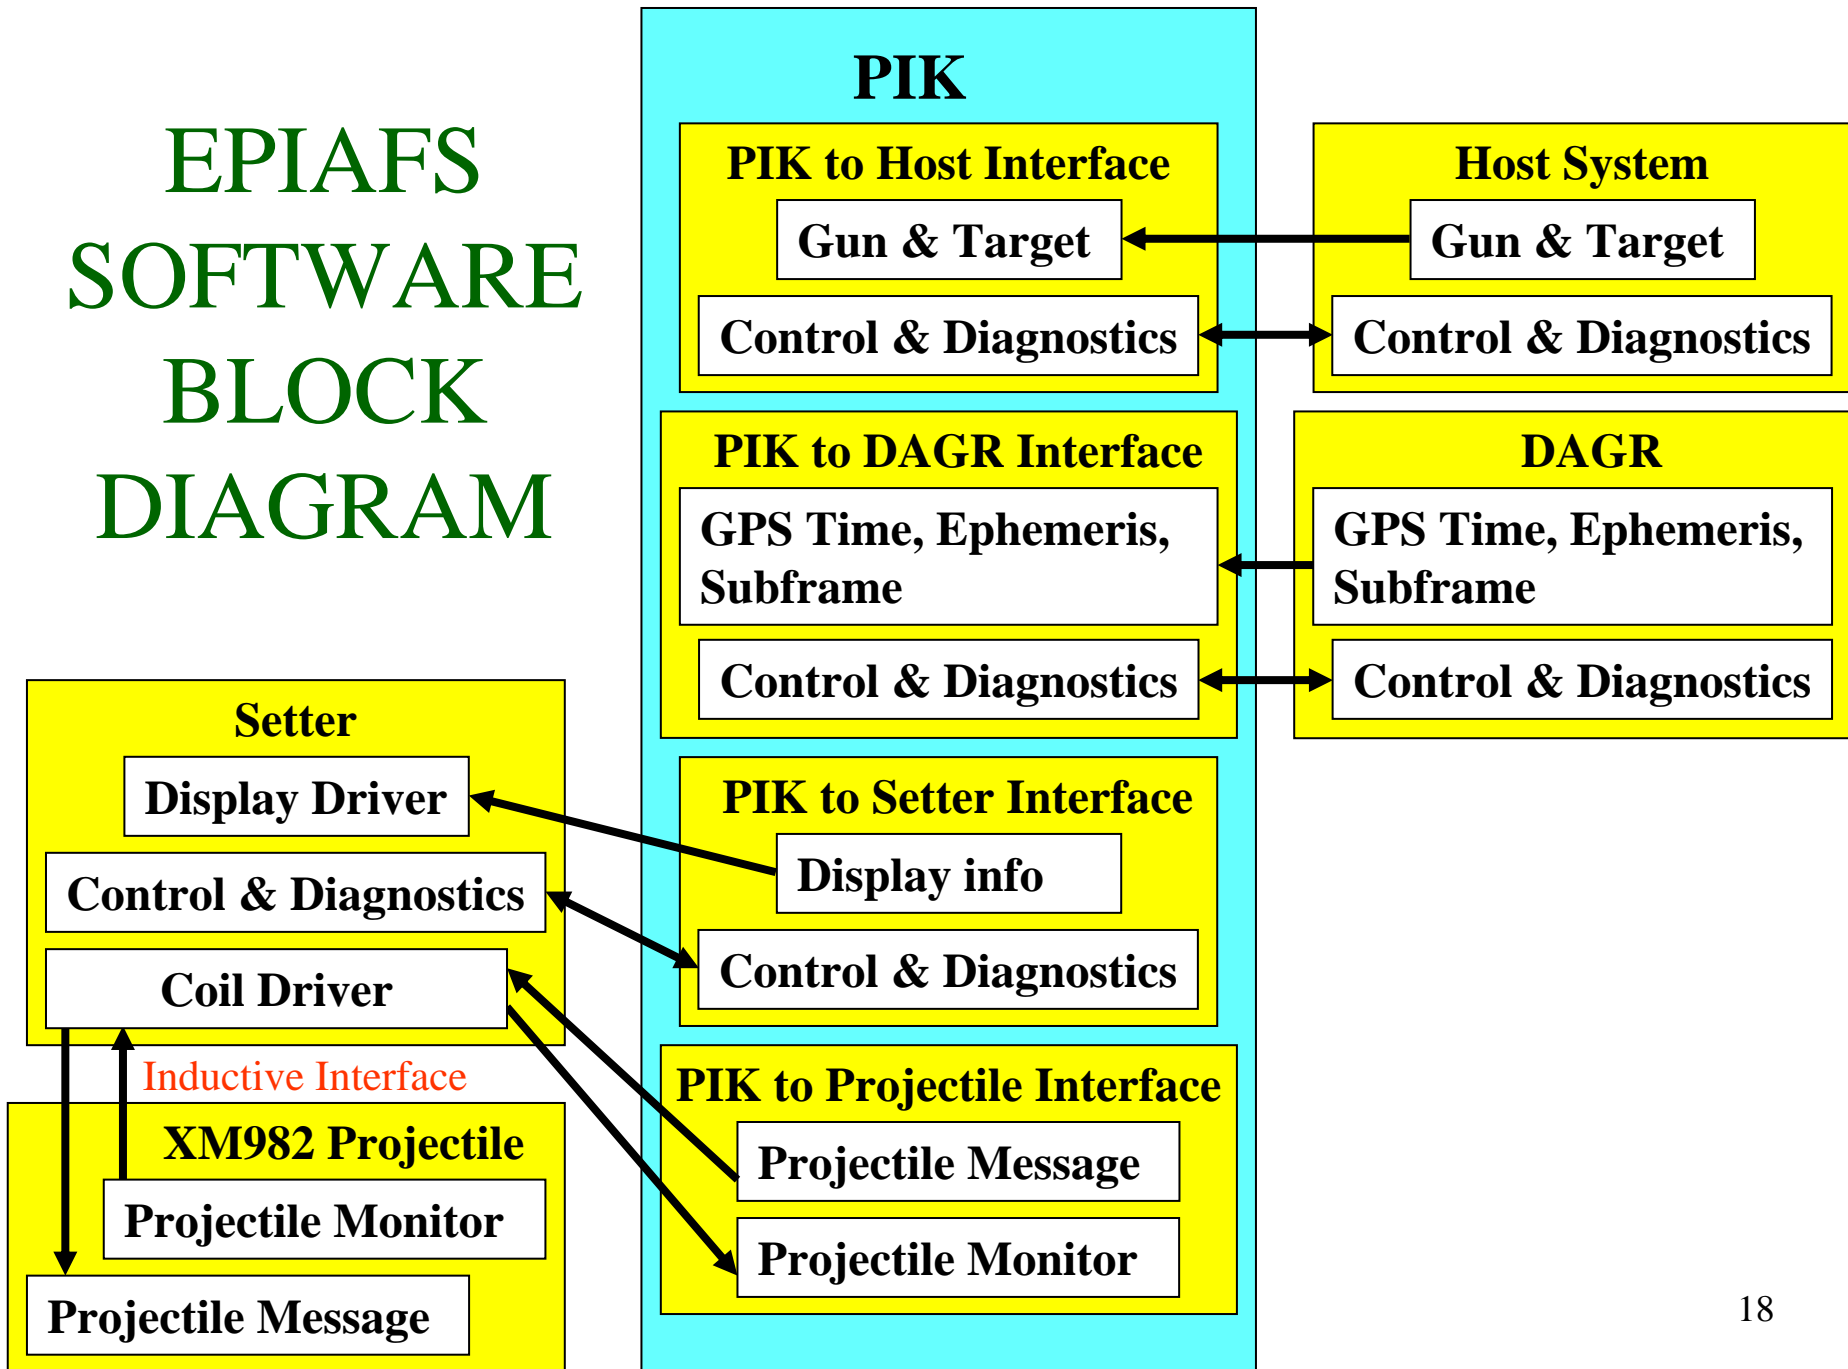 EPIAFS
SOFTWARE
BLOCK
DIAGRAM
PIK
PIK to Host Interface
Gun & Target
Control & Diagnostics
Host System
Gun & Target
Control & Diagnostics
PIK to DAGR Interface
GPS Time, Ephemeris,
Subframe
Control & Diagnostics
DAGR
GPS Time, Ephemeris,
Subframe
Control & Diagnostics
Setter
Display Driver
Control & Diagnostics
Coil Driver
PIK to Setter Interface
Display info
Control & Diagnostics
Inductive Interface
XM982 Projectile
Projectile Monitor
Projectile Message
PIK to Projectile Interface
Projectile Message
Projectile Monitor
18